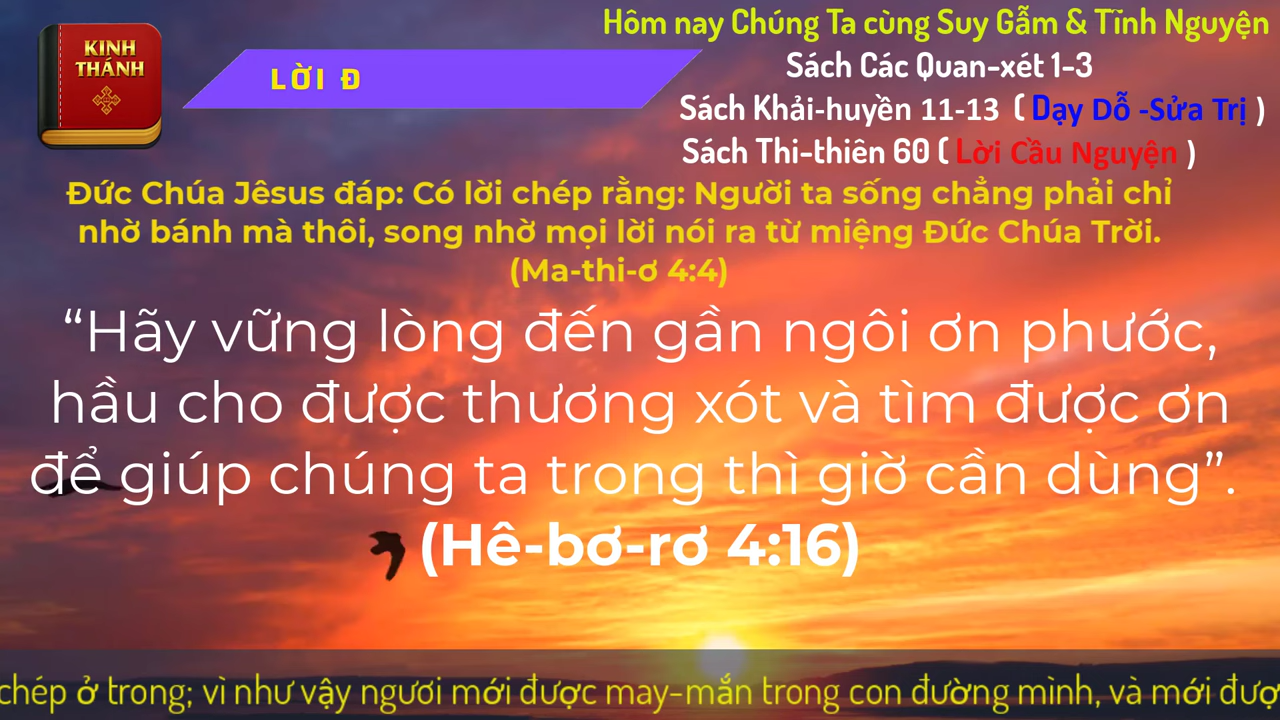 KINH
THÁNH
LỜI Đ
Hôm nay Chúng Ta cùng Suy Gẫm & Tĩnh Nguyện
Sách Các Quan-xét 1-3
Sách Khải-huyền 11-13 ( Dạy Dỗ -Sửa Trị )
Sách Thi-thiên 60 ( Lời Cầu Nguyện )
Đức Chúa Jêsus đáp: Có lời chép rằng: Người ta sống chẳng phải chỉ
nhờ bánh mà thôi, song nhờ mọi lời nói ra từ miệng Đức Chúa Trời.
(Ma-thi-ơ 4:4)
“Hãy vững lòng đến gần ngôi ơn phước,
hầu cho được thương xót và tìm được ơn
để giúp chúng ta trong thì giờ cần dùng”.
(Hê-bơ-rơ 4:16)
chép ở trong; vì như vậy ngươi mới được may-mắn trong con đường mình, và mới đượ